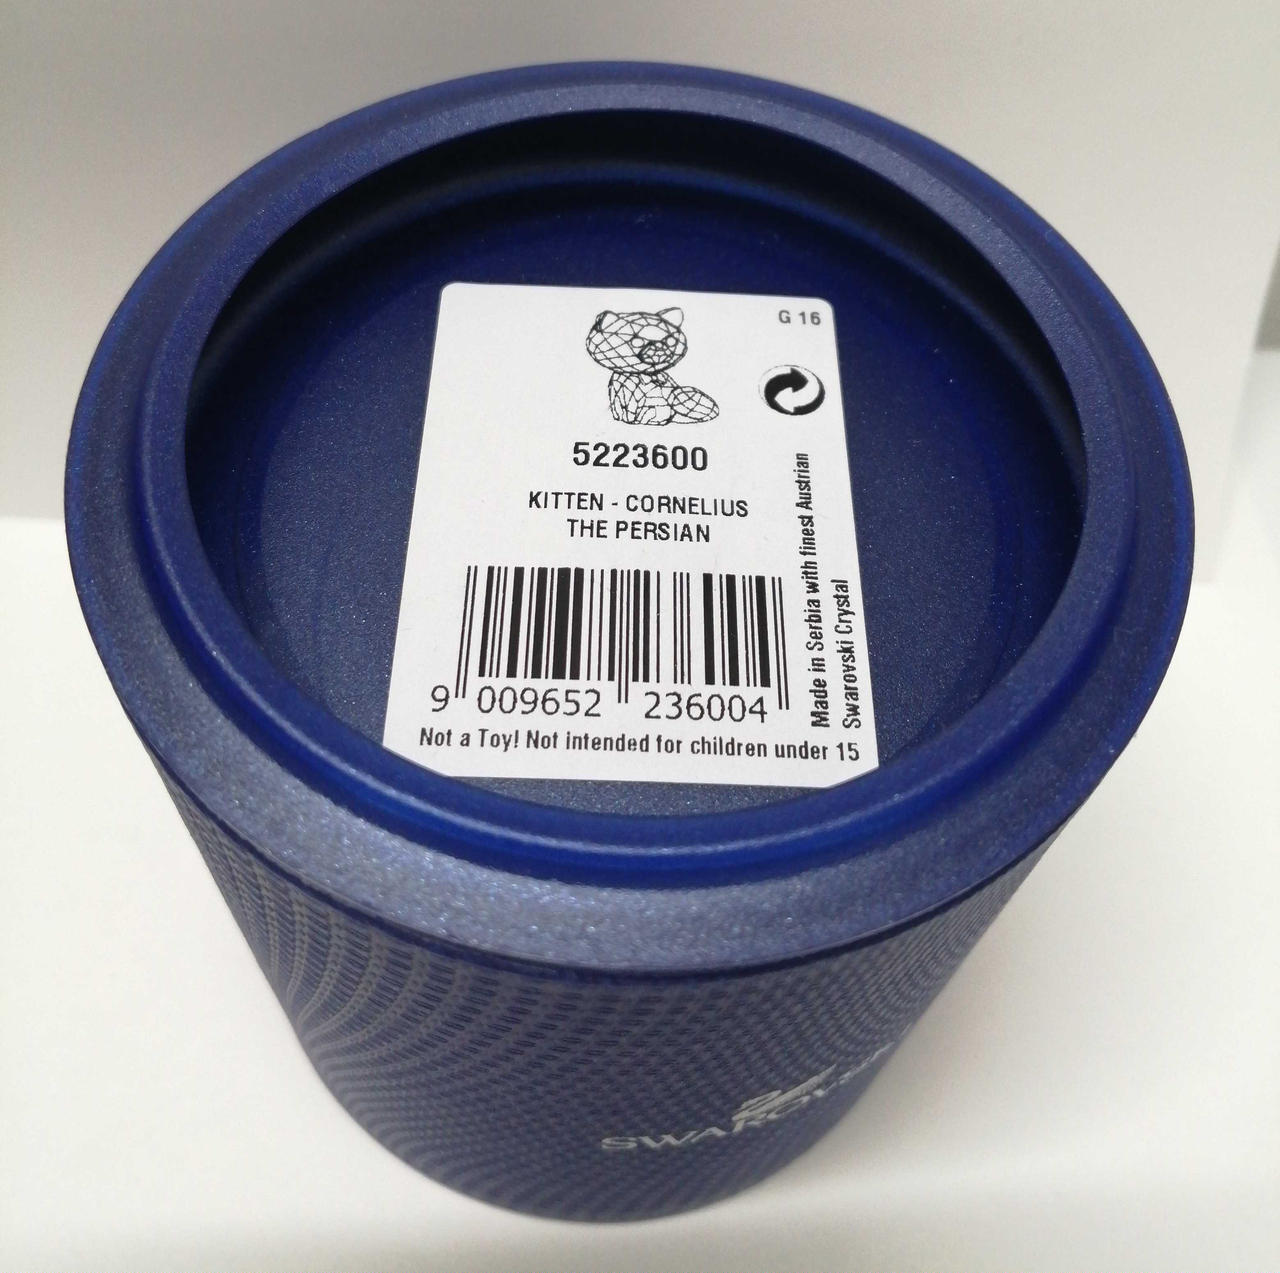 G 16
5223600
KITTEN - CORNELIUS
THE PERSIAN
Made in Serbia with finest Austrian
Swarovski Crystal
9 009652 236004
Not a Toy! Not intended for children under 15
SWAROVSKI